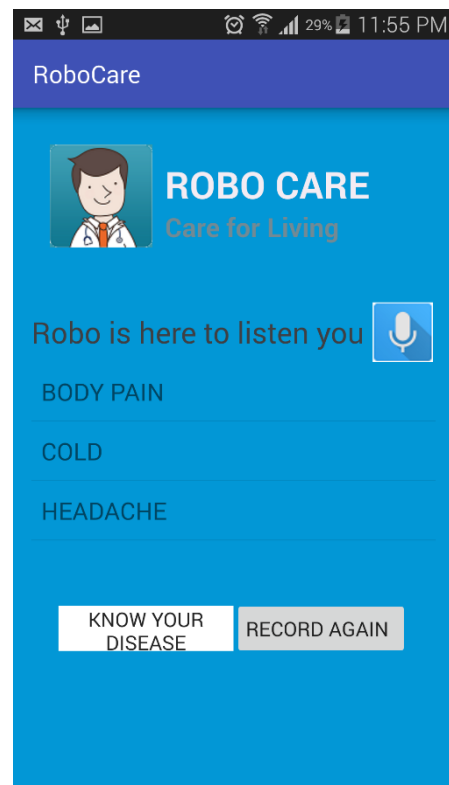 29% 11:55 PM
RoboCare
ROBO CARE
Care for Living
Robo is here to listen you
BODY PAIN
COLD
HEADACHE
KNOW YOUR
DISEASE
RECORD AGAIN